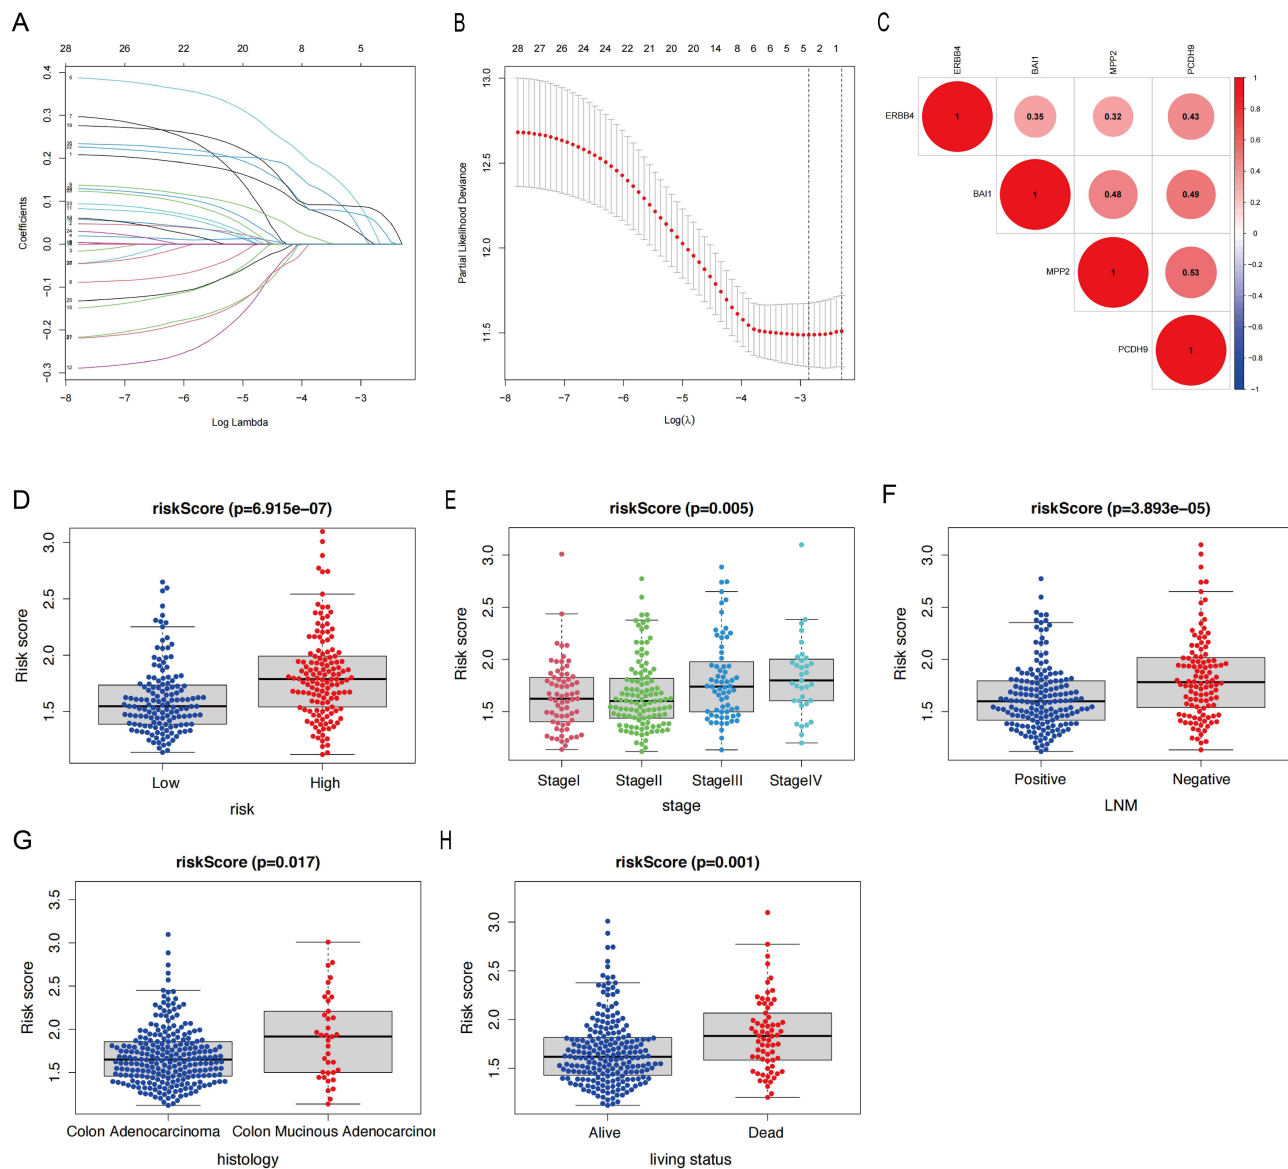 A
28 28 26 22 20 8 5
0.4
0.3
0.2
0.1
0.0
−0.1
−0.2
−0.3
Coefficients
−8 −7 −6 −5 −4 −3
Log Lambda
B
28 27 26 24 24 22 21 20 20 14 8 6 6 5 5 2 1
13.0
12.5
12.0
11.5
Partial Likelihood Deviance
−8 −7 −6 −5 −4 −3
Log(λ)
C
ERBB4 BAI1 MPP2 PCDH9
ERBB4 1 0.35 0.32 0.43
BAI1 1 0.48 0.49
MPP2 1 0.53
PCDH9 1
1
0.8
0.6
0.4
0.2
0
−0.2
−0.4
−0.6
−0.8
−1
D
riskScore (p=6.915e−07)
Risk score
3.0
2.5
2.0
1.5
Low High
risk
E
riskScore (p=0.005)
Risk score
3.0
2.5
2.0
1.5
StageI StageII StageIII StageIV
stage
F
riskScore (p=3.893e−05)
Risk score
3.0
2.5
2.0
1.5
Positive Negative
LNM
G
riskScore (p=0.017)
Risk score
3.5
3.0
2.5
2.0
1.5
Colon Adenocarcinoma Colon Mucinous Adenocarcinor
histology
H
riskScore (p=0.001)
Risk score
3.0
2.5
2.0
1.5
Alive Dead
living status